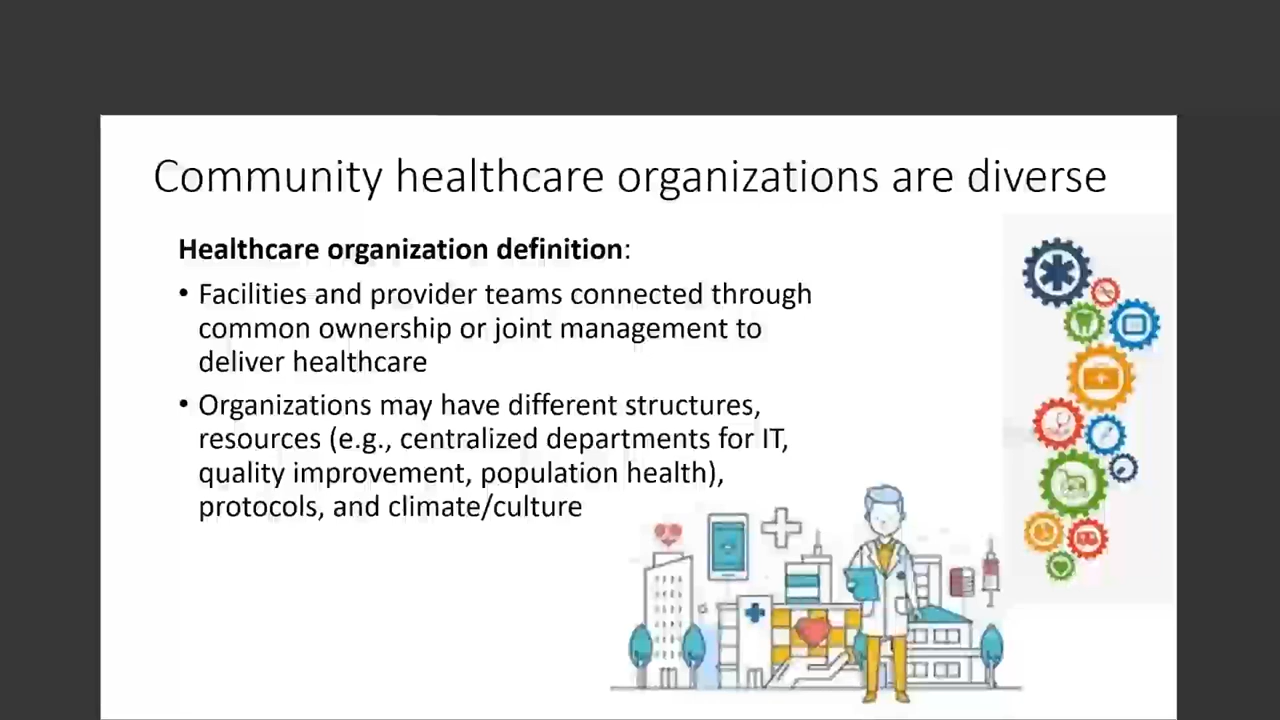 Community healthcare organizations are diverse
Healthcare organization definition:
• Facilities and provider teams connected through
common ownership or joint management to
deliver healthcare
• Organizations may have different structures,
resources (e.g., centralized departments for IT,
quality improvement, population health),
protocols, and climate/culture